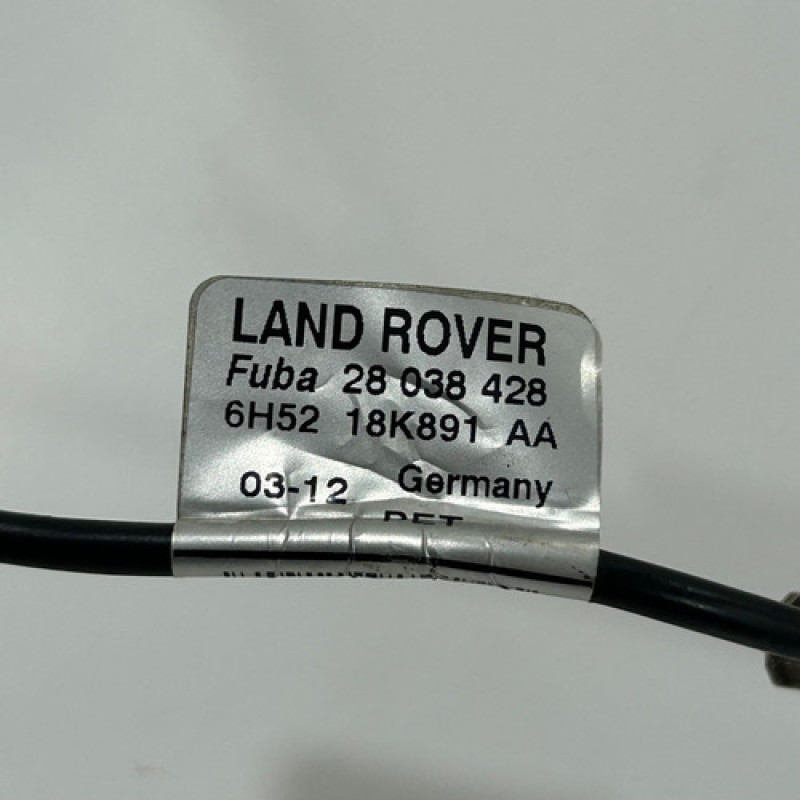 LAND ROVER
Fuba 28 038 428
6H52 18K891 AA
03-12 Germany